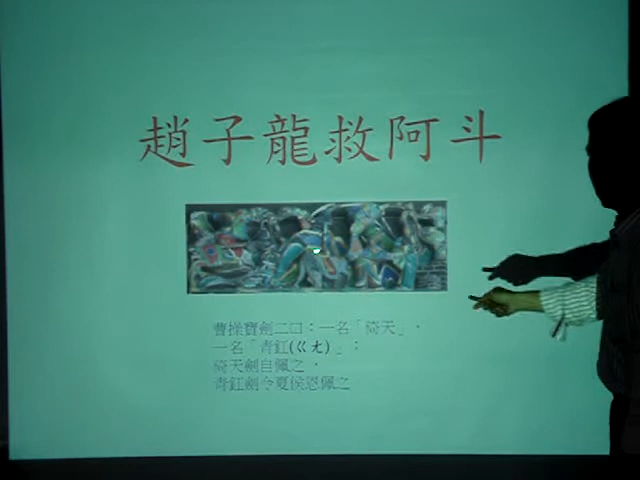 趙子龍救阿斗
曹操寶劍二口：一名「倚天」，
一名「青釭(ㄍㄤ)」；
倚天劍自佩之，
青釭劍令夏侯恩佩之